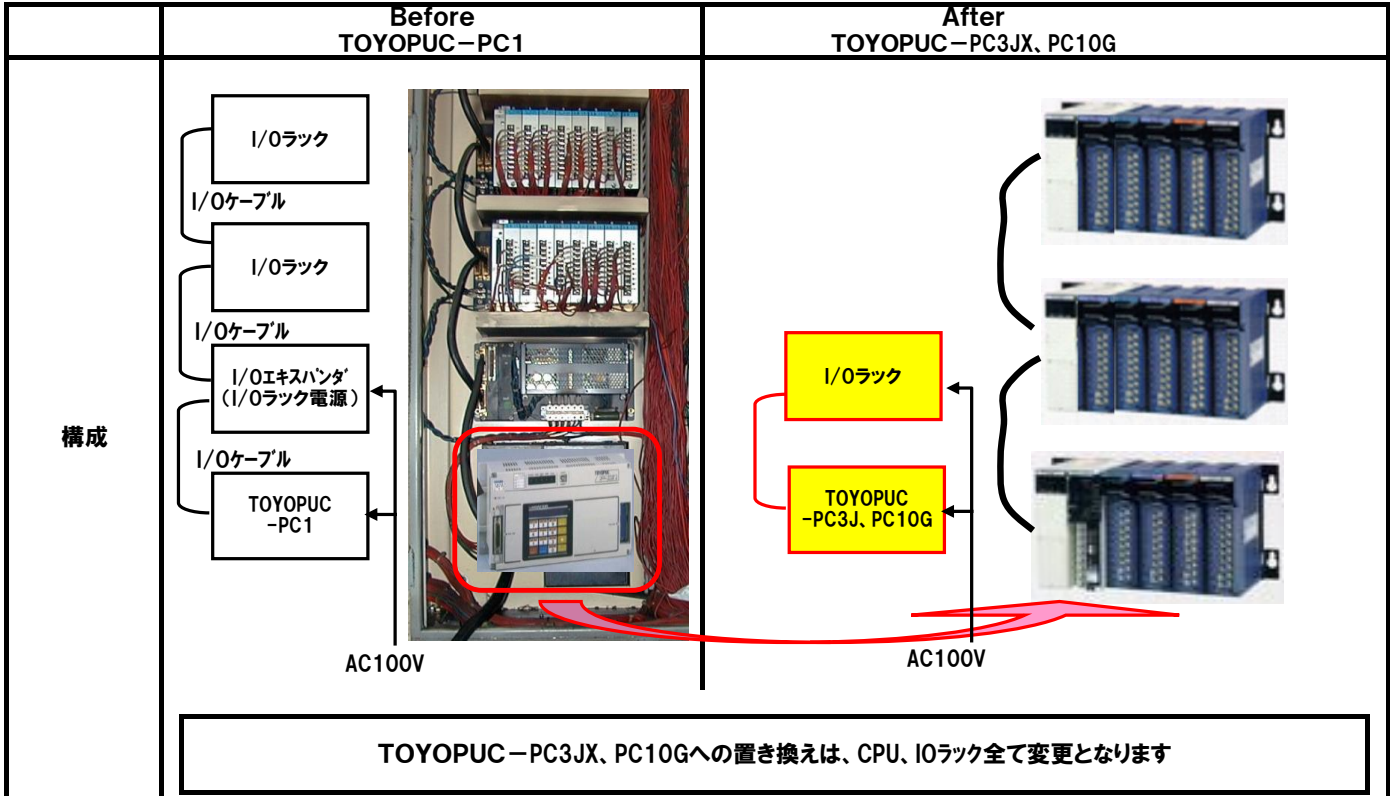 Before
TOYOPUC－PC1
After
TOYOPUC－PC3JX、PC10G
構成
I/Oラック
I/Oケーブル
I/Oラック
I/Oケーブル
I/Oエキスパンダ
（I/Oラック電源）
I/Oケーブル
TOYOPUC
-PC1
AC100V
I/Oラック
TOYOPUC
-PC3J、PC10G
AC100V
TOYOPUC－PC3JX、PC10Gへの置き換えは、CPU、IOラック全て変更となります